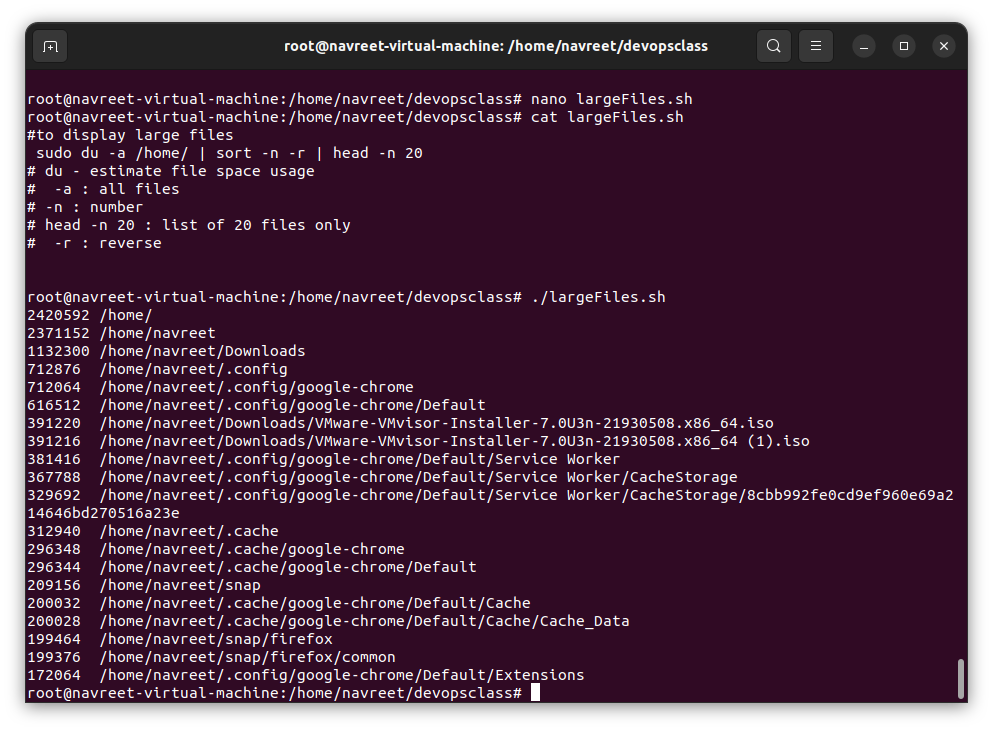 root@navreet-virtual-machine: /home/navreet/devopsclass
root@navreet-virtual-machine:/home/navreet/devopsclass# nano largeFiles.sh
root@navreet-virtual-machine:/home/navreet/devopsclass# cat largeFiles.sh
#to display large files
 sudo du -a /home/ | sort -n -r | head -n 20
# du - estimate file space usage
#  -a : all files
# -n : number
# head -n 20 : list of 20 files only
#  -r : reverse
root@navreet-virtual-machine:/home/navreet/devopsclass# ./largeFiles.sh
2420592 /home/
2371152 /home/navreet
1132300 /home/navreet/Downloads
712876  /home/navreet/.config
712064  /home/navreet/.config/google-chrome
616512  /home/navreet/.config/google-chrome/Default
391220  /home/navreet/Downloads/VMware-VMvisor-Installer-7.0U3n-21930508.x86_64.iso
391216  /home/navreet/Downloads/VMware-VMvisor-Installer-7.0U3n-21930508.x86_64 (1).iso
381416  /home/navreet/.config/google-chrome/Default/Service Worker
367788  /home/navreet/.config/google-chrome/Default/Service Worker/CacheStorage
329692  /home/navreet/.config/google-chrome/Default/Service Worker/CacheStorage/8cbb992fe0cd9ef960e69a2
14646bd270516a23e
312940  /home/navreet/.cache
296348  /home/navreet/.cache/google-chrome
296344  /home/navreet/.cache/google-chrome/Default
209156  /home/navreet/snap
200032  /home/navreet/.cache/google-chrome/Default/Cache
200028  /home/navreet/.cache/google-chrome/Default/Cache/Cache_Data
199464  /home/navreet/snap/firefox
199376  /home/navreet/snap/firefox/common
172064  /home/navreet/.config/google-chrome/Default/Extensions
root@navreet-virtual-machine:/home/navreet/devopsclass#